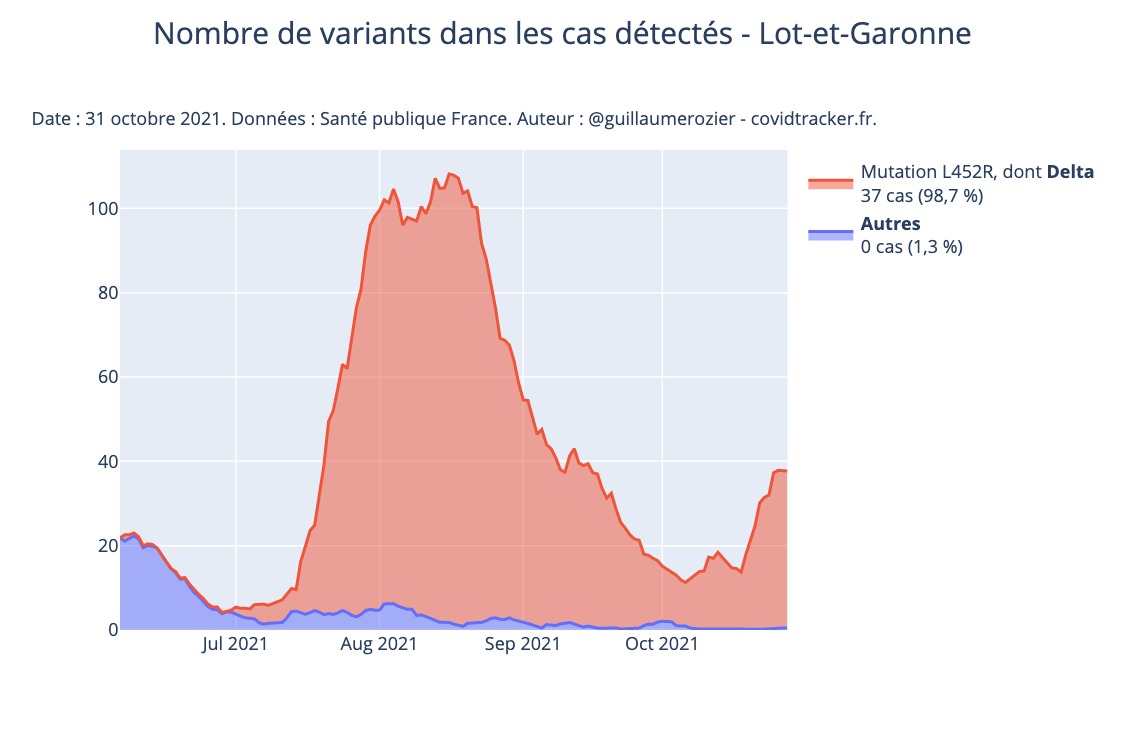 Nombre de variants dans les cas détectés - Lot-et-Garonne
Date : 31 octobre 2021. Données : Santé publique France. Auteur : @guillaumerozier - covidtracker.fr.
Mutation L452R, dont Delta
37 cas (98,7 %)
Autres
0 cas (1,3 %)
100
80
60
40
20
0
Jul 2021
Aug 2021
Sep 2021
Oct 2021